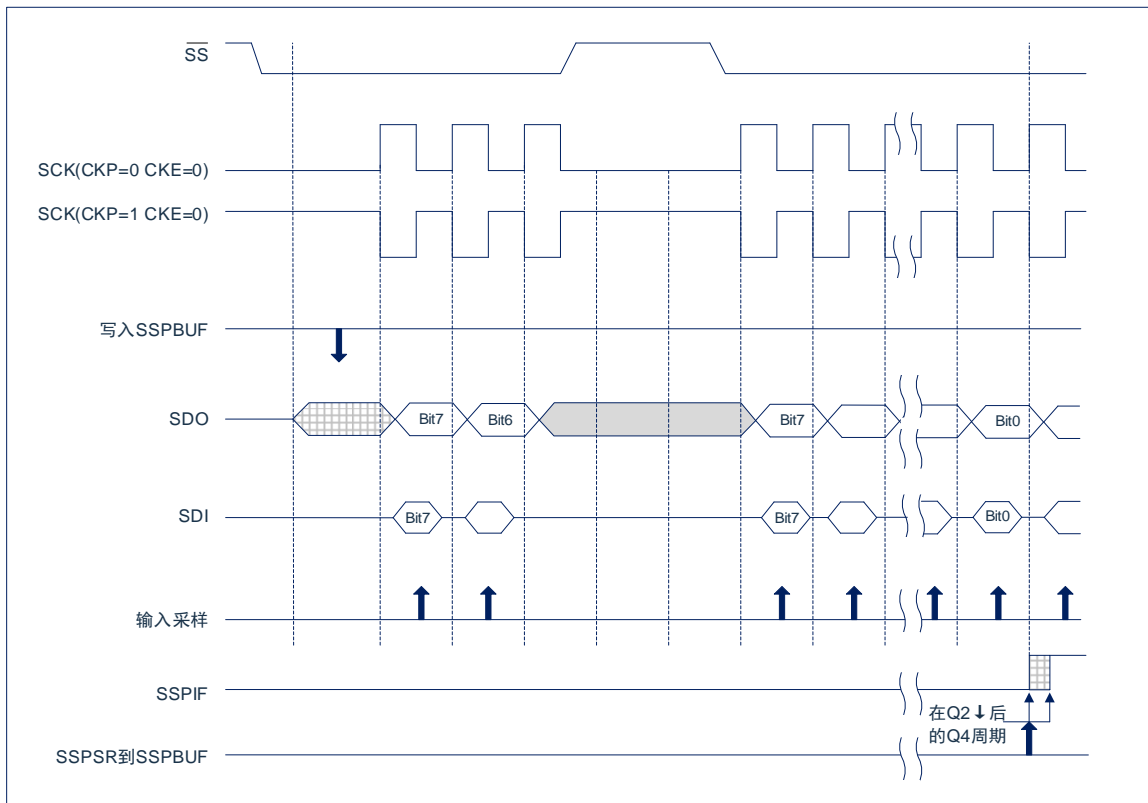 SS
SCK(CKP=0 CKE=0)
SCK(CKP=1 CKE=0)
写入SSPBUF
SDO
Bit7
Bit6
Bit7
Bit0
SDI
Bit7
Bit7
Bit0
输入采样
SSPIF
在Q2↓后
的Q4周期
SSPSR到SSPBUF